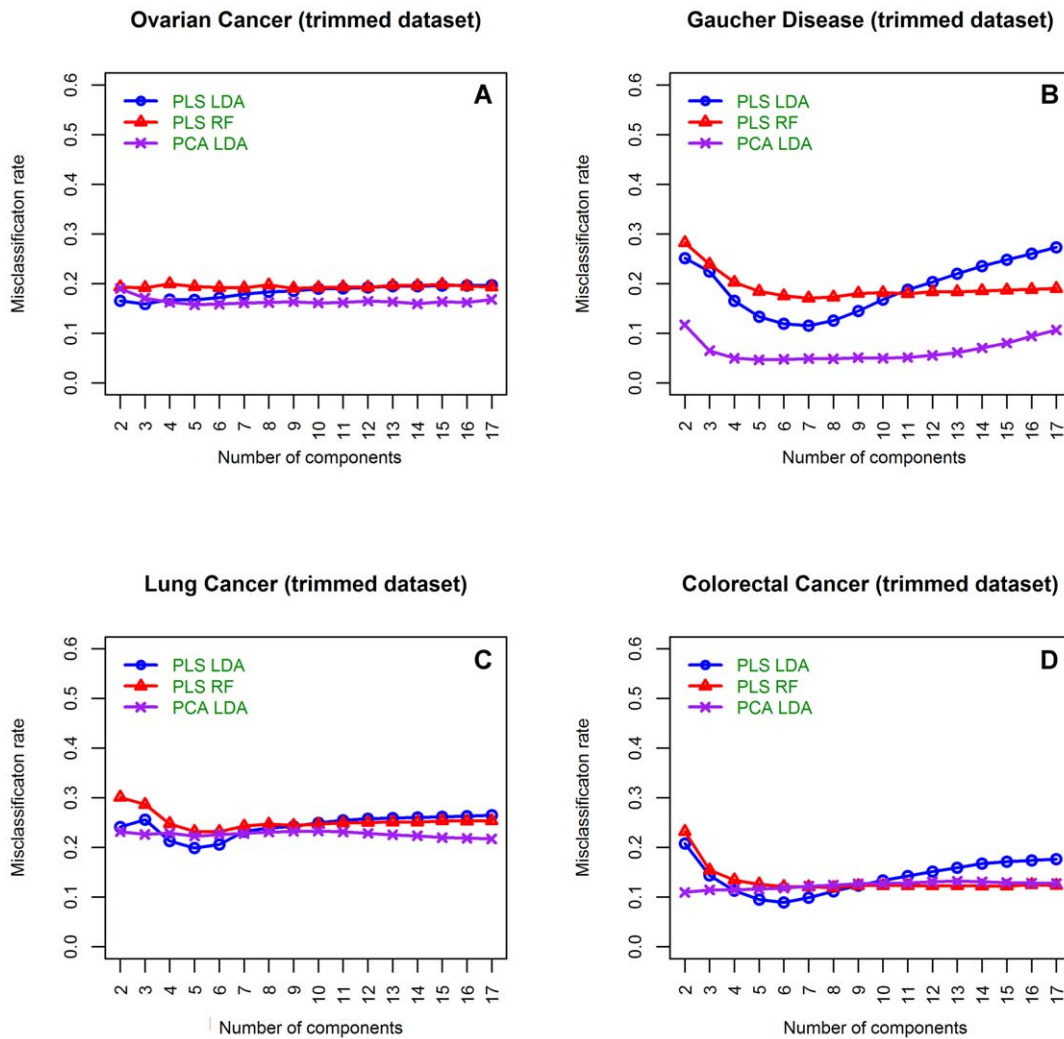 Ovarian Cancer (trimmed dataset)
A
PLS LDA
PLS RF
PCA LDA
Misclassificaton rate
0.0 0.1 0.2 0.3 0.4 0.5 0.6
2 3 4 5 6 7 8 9 10 11 12 13 14 15 16 17
Number of components
Gaucher Disease (trimmed dataset)
B
PLS LDA
PLS RF
PCA LDA
Misclassificaton rate
0.0 0.1 0.2 0.3 0.4 0.5 0.6
2 3 4 5 6 7 8 9 10 11 12 13 14 15 16 17
Number of components
Lung Cancer (trimmed dataset)
C
PLS LDA
PLS RF
PCA LDA
Misclassificaton rate
0.0 0.1 0.2 0.3 0.4 0.5 0.6
2 3 4 5 6 7 8 9 10 11 12 13 14 15 16 17
Number of components
Colorectal Cancer (trimmed dataset)
D
PLS LDA
PLS RF
PCA LDA
Misclassificaton rate
0.0 0.1 0.2 0.3 0.4 0.5 0.6
2 3 4 5 6 7 8 9 10 11 12 13 14 15 16 17
Number of components